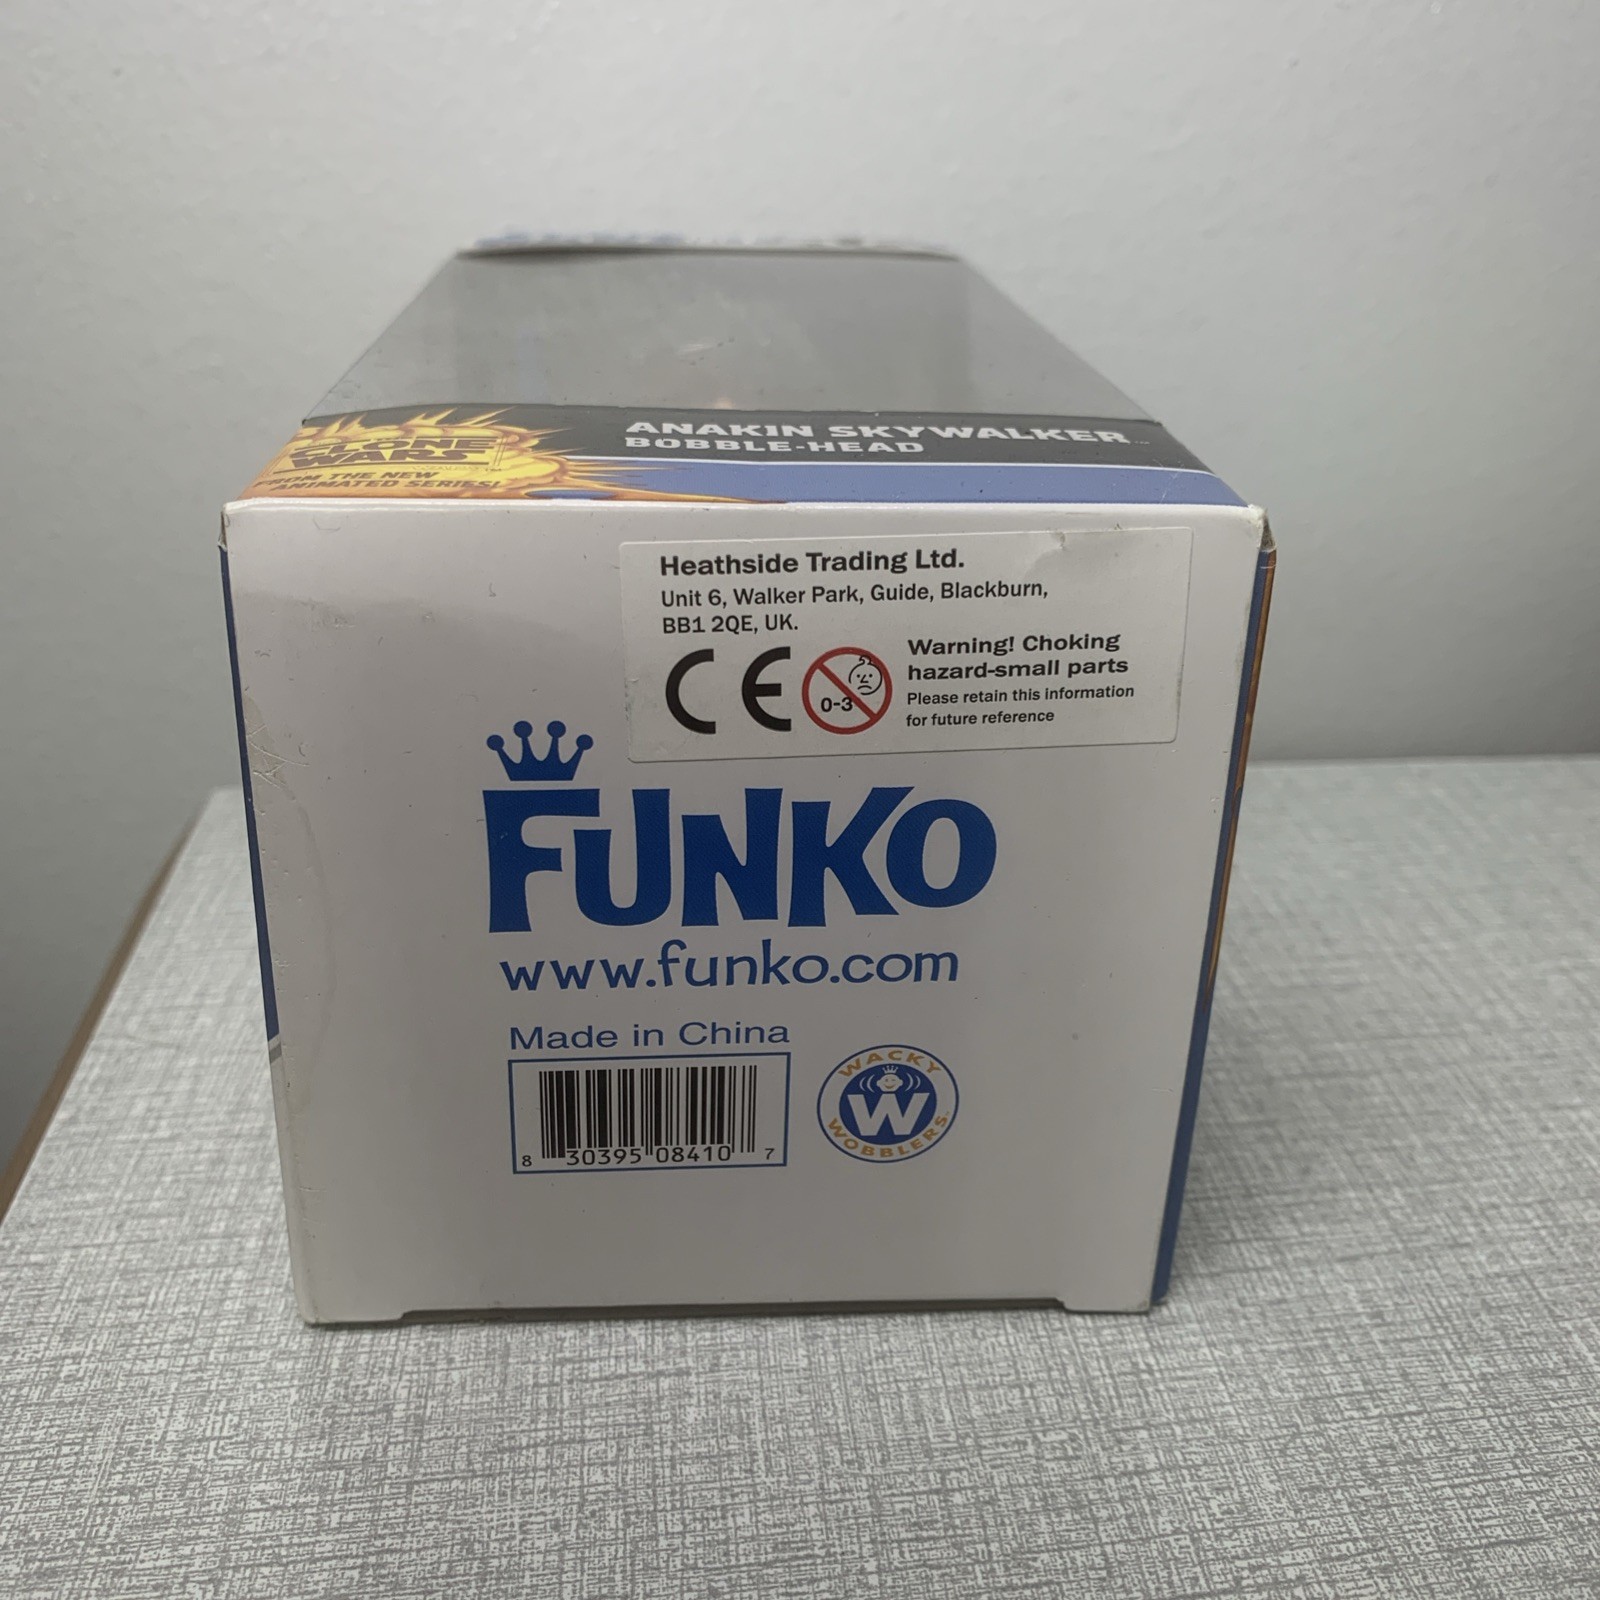 CLONE
WARS
FROM THE NEW
ANIMATED SERIES!
ANAKIN SKYWALKER™
BOBBLE-HEAD
Heathside Trading Ltd.
Unit 6, Walker Park, Guide, Blackburn,
BB1 2QE, UK.
CE
0-3
Warning! Choking
hazard-small parts
Please retain this information
for future reference
FUNKO
www.funko.com
Made in China
8 30395 08410 7
WACKY
W
WOBBLERS™